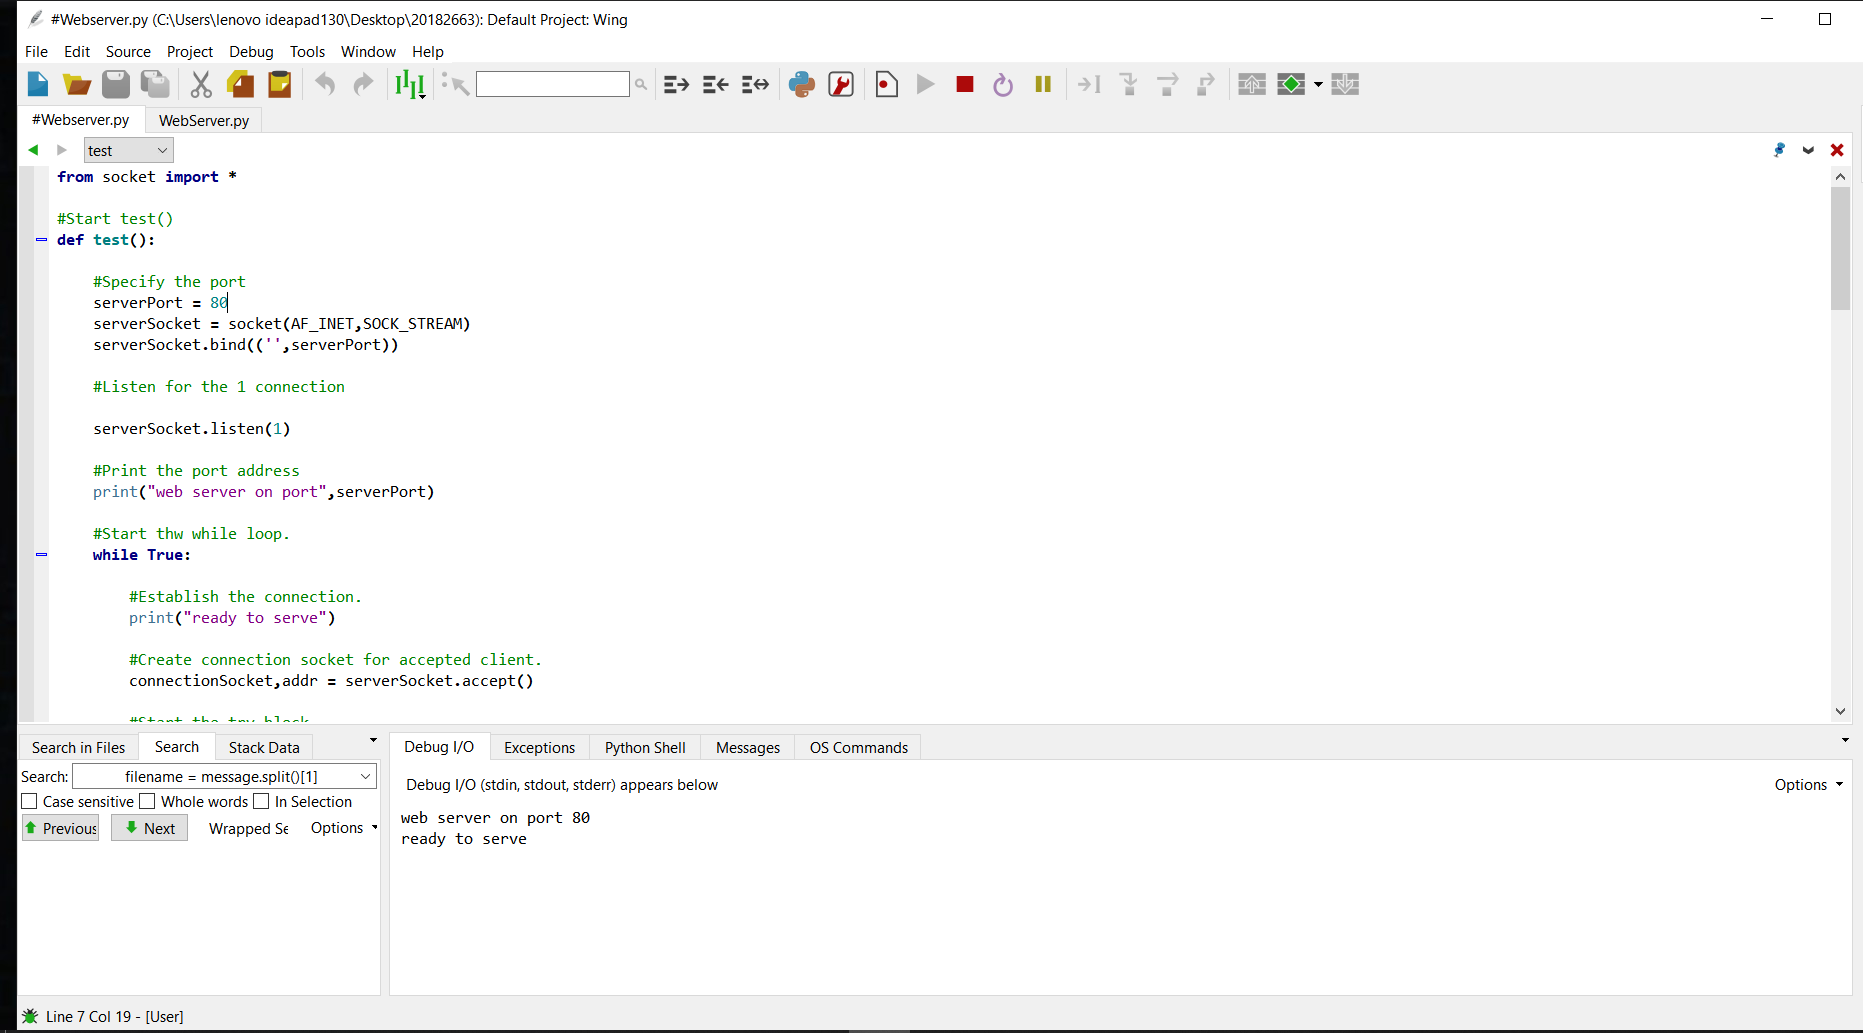 #Webserver.py (C:\Users\lenovo ideapad130\Desktop\20182663): Default Project: Wing
File Edit Source Project Debug Tools Window Help
#Webserver.py WebServer.py
test
from socket import *
#Start test()
def test():
#Specify the port
serverPort = 80
serverSocket = socket(AF_INET,SOCK_STREAM)
serverSocket.bind(('',serverPort))
#Listen for the 1 connection
serverSocket.listen(1)
#Print the port address
print("web server on port",serverPort)
#Start thw while loop.
while True:
#Establish the connection.
print("ready to serve")
#Create connection socket for accepted client.
connectionSocket,addr = serverSocket.accept()
#Start the try block
Search in Files Search Stack Data
Search: filename = message.split()[1]
Case sensitive Whole words In Selection
Previous Next Wrapped Se Options
Debug I/O Exceptions Python Shell Messages OS Commands
Debug I/O (stdin, stdout, stderr) appears below Options
web server on port 80
ready to serve
Line 7 Col 19 - [User]